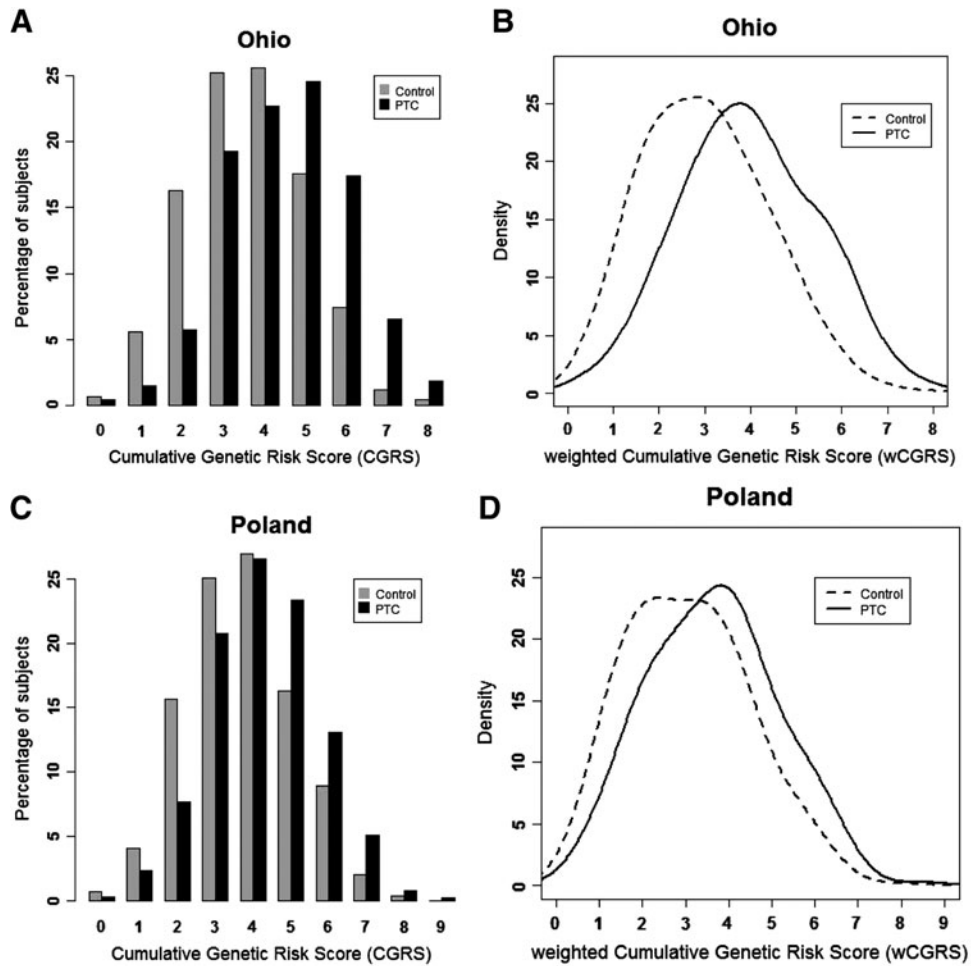 A
Ohio
Percentage of subjects
25
20
15
10
5
0
Control
PTC
0 1 2 3 4 5 6 7 8
Cumulative Genetic Risk Score (CGRS)
B
Ohio
Density
25
20
15
10
5
0
Control
PTC
0 1 2 3 4 5 6 7 8
weighted Cumulative Genetic Risk Score (wCGRS)
C
Poland
Percentage of subjects
25
20
15
10
5
0
Control
PTC
0 1 2 3 4 5 6 7 8 9
Cumulative Genetic Risk Score (CGRS)
D
Poland
Density
25
20
15
10
5
0
Control
PTC
0 1 2 3 4 5 6 7 8 9
weighted Cumulative Genetic Risk Score (wCGRS)